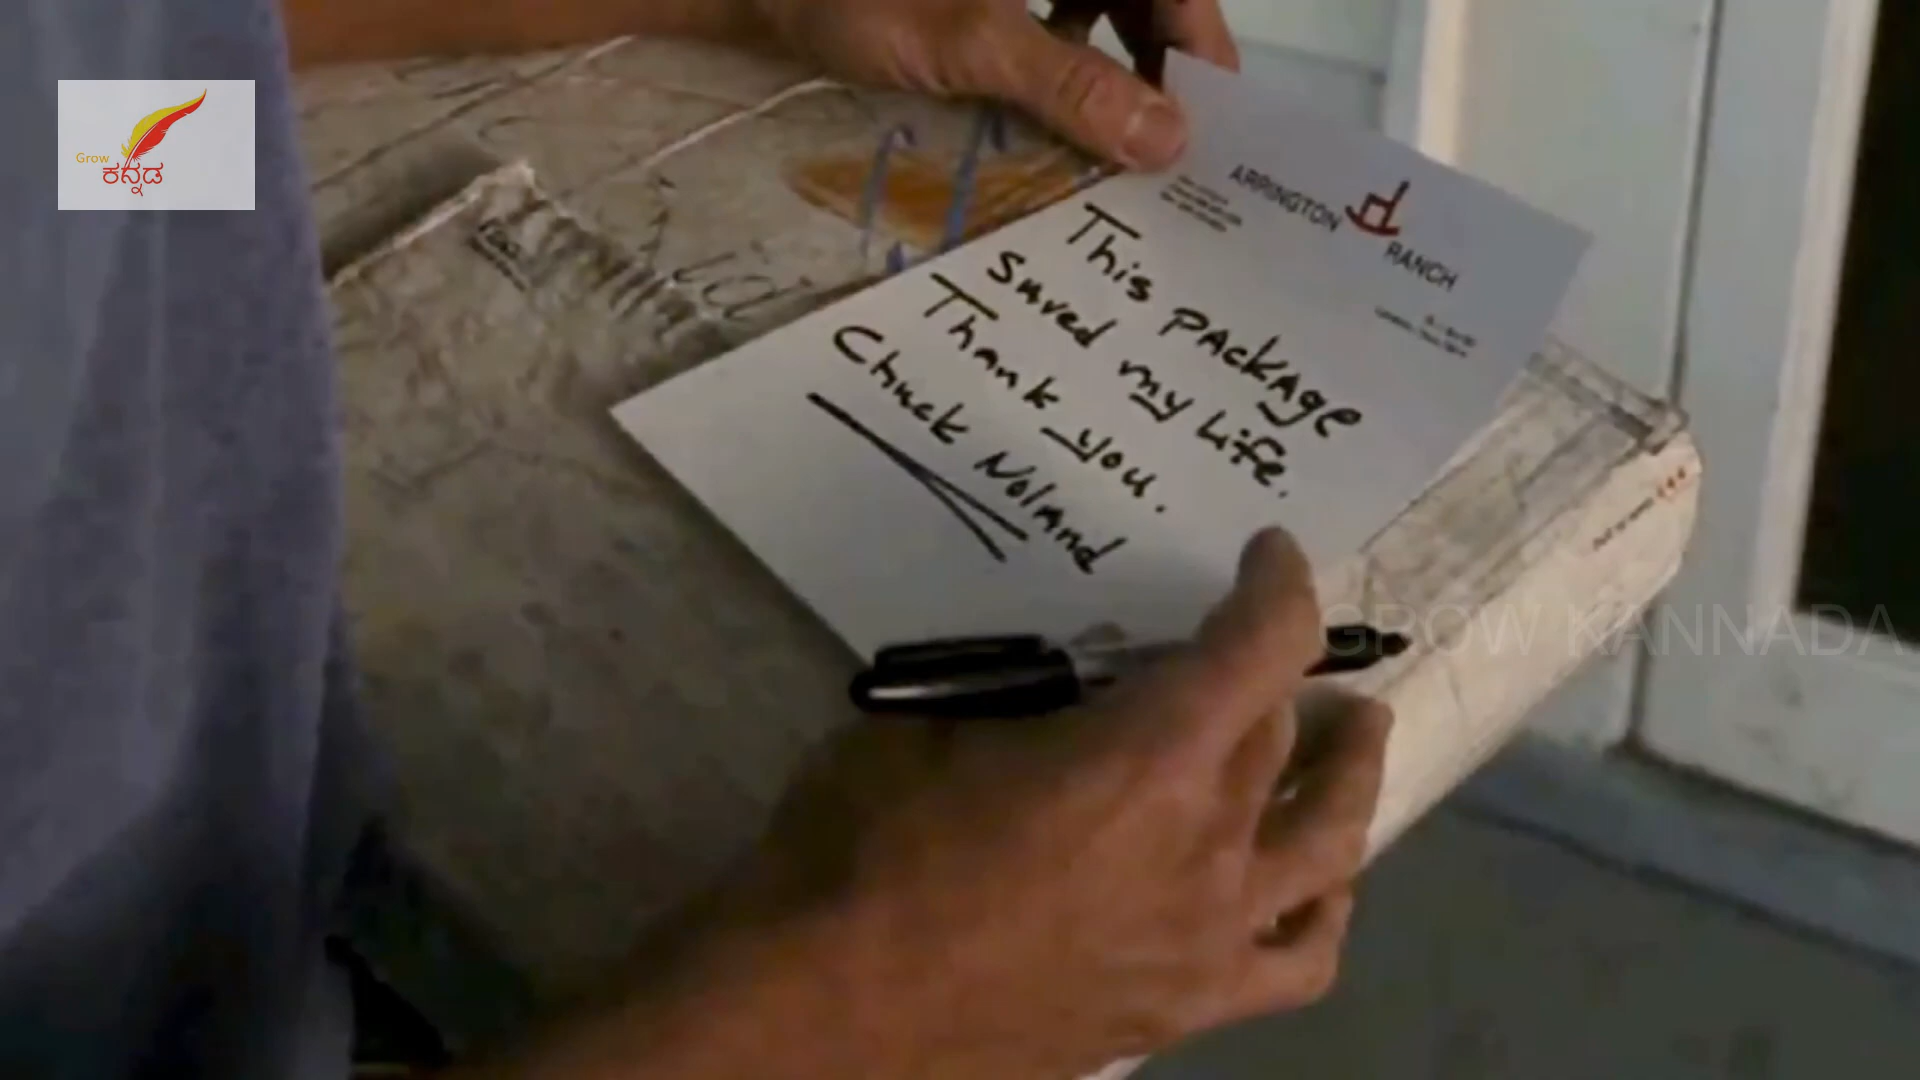 Grow
ಕನ್ನಡ
ARRINGTON RANCH
This package
saved my life.
Thank you.
Chuck Noland
GROW KANNADA